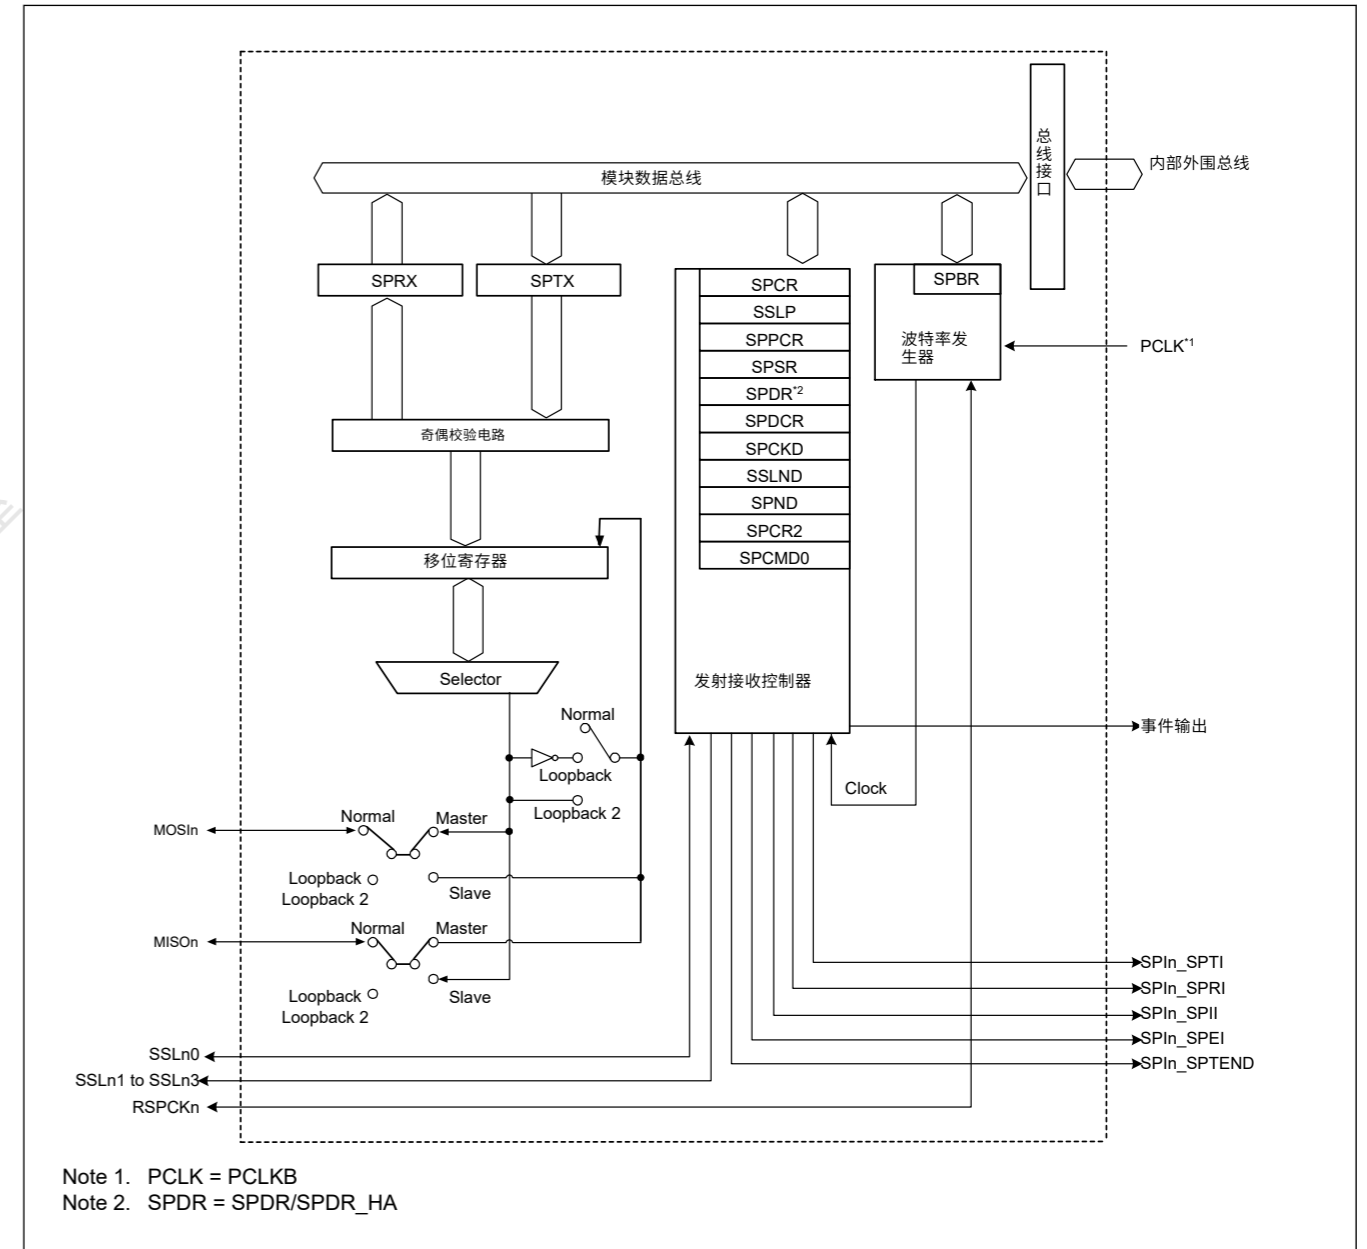 总线接口
内部外围总线
模块数据总线
SPRX
SPTX
SPCR
SPBR
SSLP
SPPCR
波特率发
生器
PCLK*1
SPSR
SPDR*2
SPDCR
奇偶校验电路
SPCKD
SSLND
SPND
SPCR2
移位寄存器
SPCMD0
Selector
发射接收控制器
Normal
事件输出
Loopback
Clock
Loopback 2
Normal
Master
MOSIn
Loopback
Loopback 2
Slave
Normal
Master
MISOn
SPIn_SPTI
Loopback
Loopback 2
Slave
SPIn_SPRI
SPIn_SPII
SPIn_SPEI
SSLn0
SPIn_SPTEND
SSLn1 to SSLn3
RSPCKn
Note 1. PCLK = PCLKB
Note 2. SPDR = SPDR/SPDR_HA